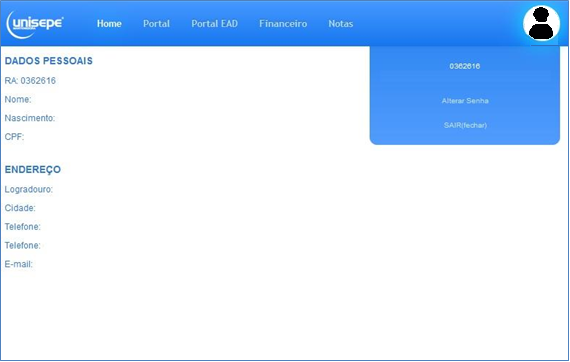 unisepe
Home Portal Portal EAD Financeiro Notas
DADOS PESSOAIS
RA: 0362616
Nome:
Nascimento:
CPF:
ENDEREÇO
Logradouro:
Cidade:
Telefone:
Telefone:
E-mail:
0362616
Alterar Senha
SAIR(fechar)